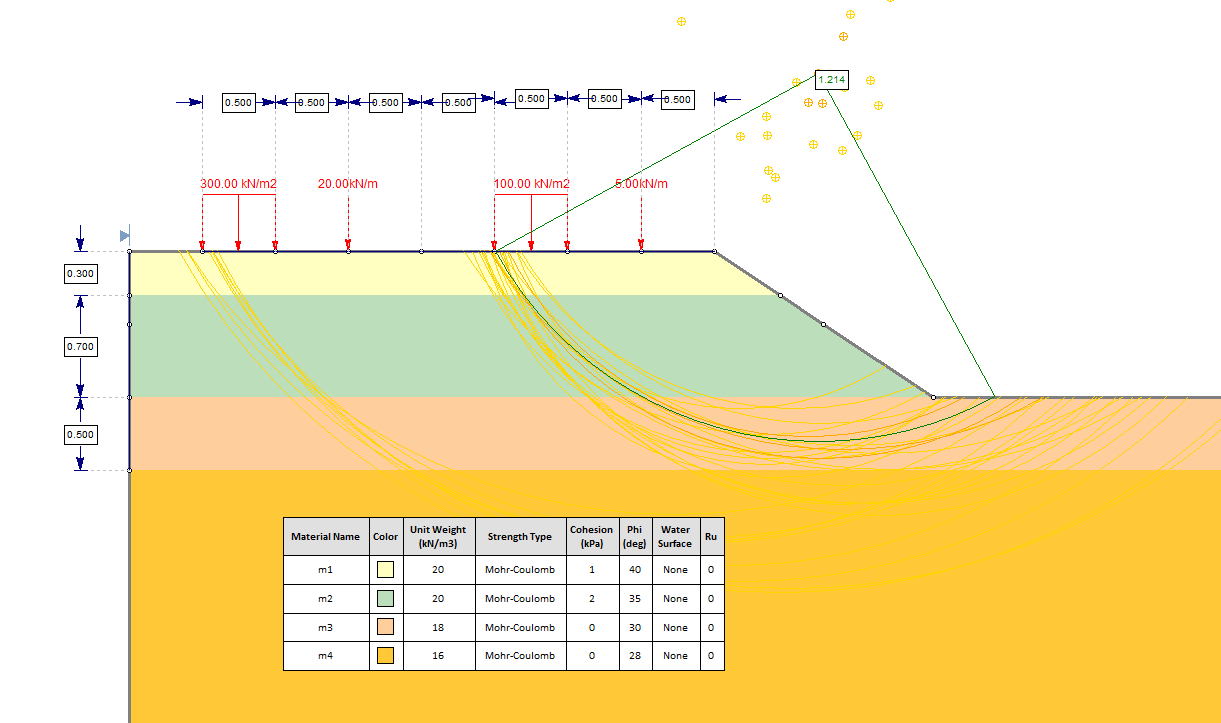 1.214
0.500 0.500 0.500 0.500 0.500 0.500 0.500
300.00 kN/m2 20.00kN/m 100.00 kN/m2 5.00kN/m
0.300
0.700
0.500
Material Name Color Unit Weight (kN/m3) Strength Type Cohesion (kPa) Phi (deg) Water Surface Ru
m1 20 Mohr-Coulomb 1 40 None 0
m2 20 Mohr-Coulomb 2 35 None 0
m3 18 Mohr-Coulomb 0 30 None 0
m4 16 Mohr-Coulomb 0 28 None 0